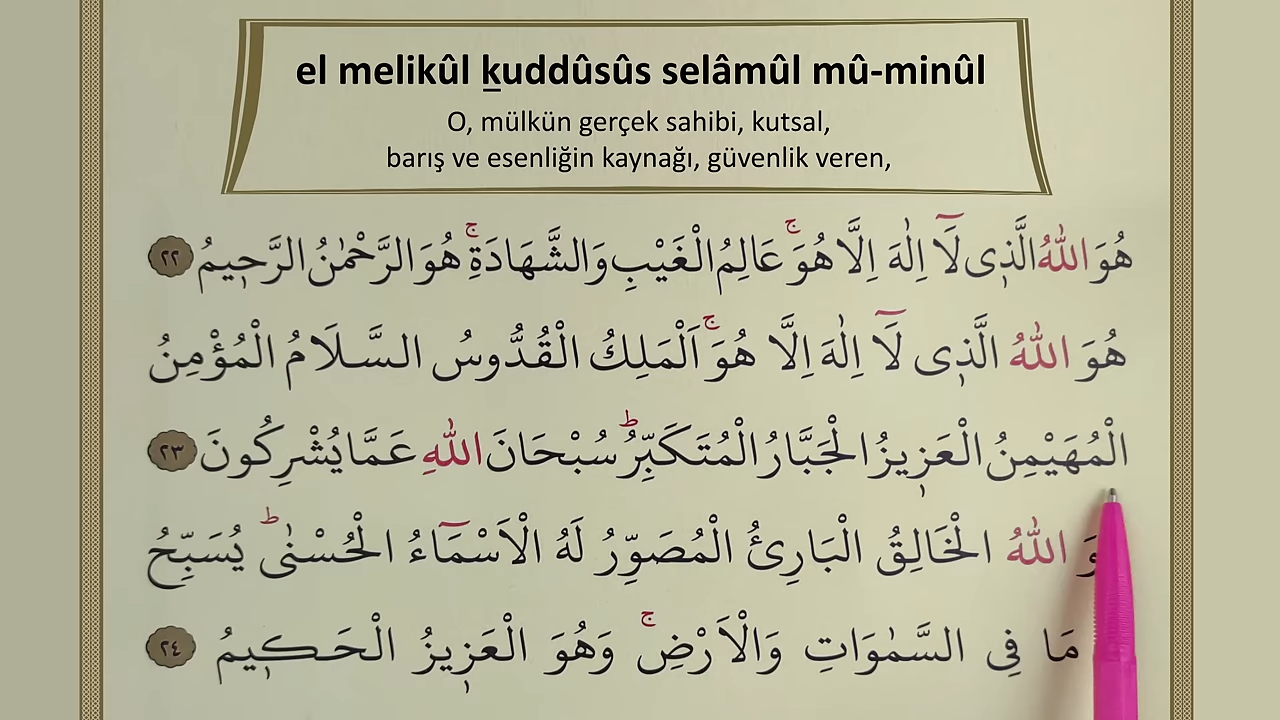 el melikûl ḵuddûsûs selâmûl mû-minûl
O, mülkün gerçek sahibi, kutsal,
barış ve esenliğin kaynağı, güvenlik veren,
هُوَ اللّٰهُ الَّذ۪ى لَٓا اِلٰهَ اِلَّا هُوَۚ عَالِمُ الْغَيْبِ وَالشَّهَادَةِۚ هُوَ الرَّحْمٰنُ الرَّح۪يمُ ٢٢
هُوَ اللّٰهُ الَّذ۪ى لَٓا اِلٰهَ اِلَّا هُوَۚ اَلْمَلِكُ الْقُدُّوسُ السَّلَامُ الْمُؤْمِنُ
الْمُهَيْمِنُ الْعَز۪يزُ الْجَبَّارُ الْمُتَكَبِّرُۜ سُبْحَانَ اللّٰهِ عَمَّا يُشْرِكُونَ ٢٣
اللّٰهُ الْخَالِقُ الْبَارِئُ الْمُصَوِّرُ لَهُ الْاَسْمَٓاءُ الْحُسْنٰىۜ يُسَبِّحُ
مَا فِى السَّمٰوَاتِ وَالْاَرْضِۚ وَهُوَ الْعَز۪يزُ الْحَك۪يمُ ٢٤